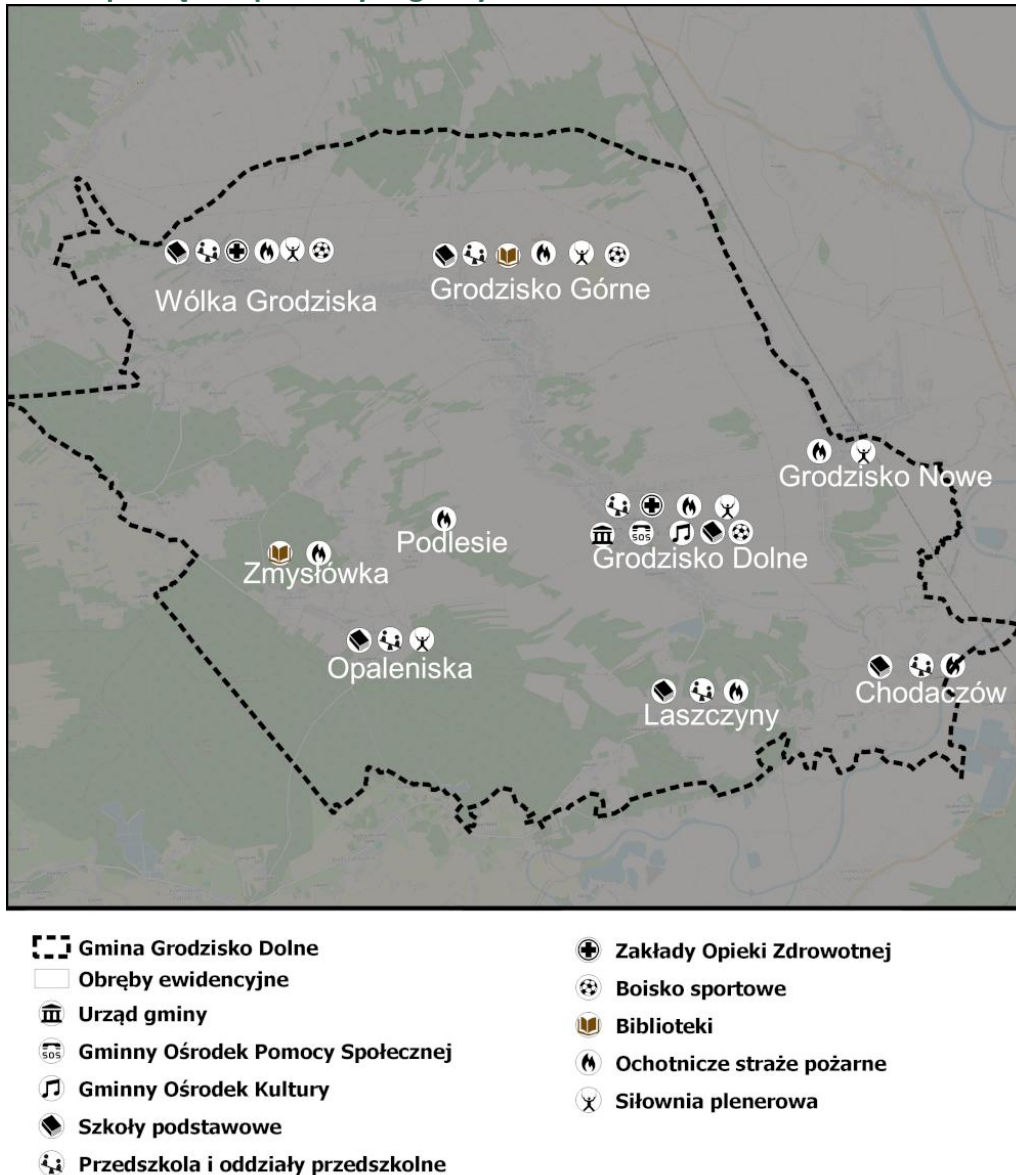 Wólka Grodziska
Grodzisko Górne
Grodzisko Nowe
Podlesie
Grodzisko Dolne
Zmysłówka
Opaleniska
Chodaczów
Laszczyny
Gmina Grodzisko Dolne
Obręby ewidencyjne
Urząd gminy
SOS Gminny Ośrodek Pomocy Społecznej
Gminny Ośrodek Kultury
Szkoły podstawowe
Przedszkola i oddziały przedszkolne
Zakłady Opieki Zdrowotnej
Boisko sportowe
Biblioteki
Ochotnicze straże pożarne
Siłownia plenerowa